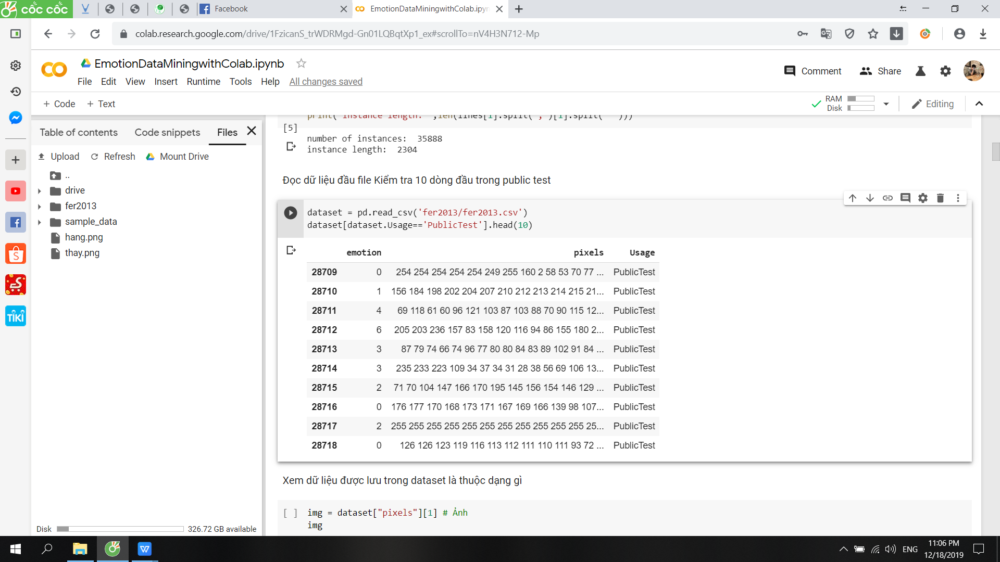 cốc cốc
Facebook
EmotionDataMiningwithColab.ipyn
colab.research.google.com/drive/1FzicanS_trWDRMgd-Gn01LQBqtXp1_ex#scrollTo=nV4H3N712-Mp
EmotionDataMiningwithColab.ipynb
Comment
Share
File Edit View Insert Runtime Tools Help All changes saved
+ Code + Text
RAM
Disk
Editing
Table of contents
Code snippets
Files
Upload
Refresh
Mount Drive
..
drive
fer2013
sample_data
hang.png
thay.png
Disk
326.72 GB available
TIKI
print("instance length: ",len(lines[1].split(",")[1].split(" ")))
[5]
number of instances:  35888
instance length:  2304
Đọc dữ liệu đầu file Kiểm tra 10 dòng đầu trong public test
dataset = pd.read_csv('fer2013/fer2013.csv')
dataset[dataset.Usage=='PublicTest'].head(10)
emotion pixels Usage
28709 0 254 254 254 254 254 249 255 160 2 58 53 70 77 ... PublicTest
28710 1 156 184 198 202 204 207 210 212 213 214 215 21... PublicTest
28711 4 69 118 61 60 96 121 103 87 103 88 70 90 115 12... PublicTest
28712 6 205 203 236 157 83 158 120 116 94 86 155 180 2... PublicTest
28713 3 87 79 74 66 74 96 77 80 80 84 83 89 102 91 84 ... PublicTest
28714 3 235 233 223 109 34 37 34 31 28 38 56 69 106 13... PublicTest
28715 2 71 70 104 147 166 170 195 145 156 154 146 129 ... PublicTest
28716 0 176 177 170 168 173 171 167 169 166 139 98 107... PublicTest
28717 2 255 255 255 255 255 255 255 255 255 255 255 25... PublicTest
28718 0 126 126 123 119 116 113 112 111 110 111 93 72 ... PublicTest
Xem dữ liệu được lưu trong dataset là thuộc dạng gì
[ ]
img = dataset["pixels"][1] # Ảnh
img
ENG
11:06 PM
12/18/2019